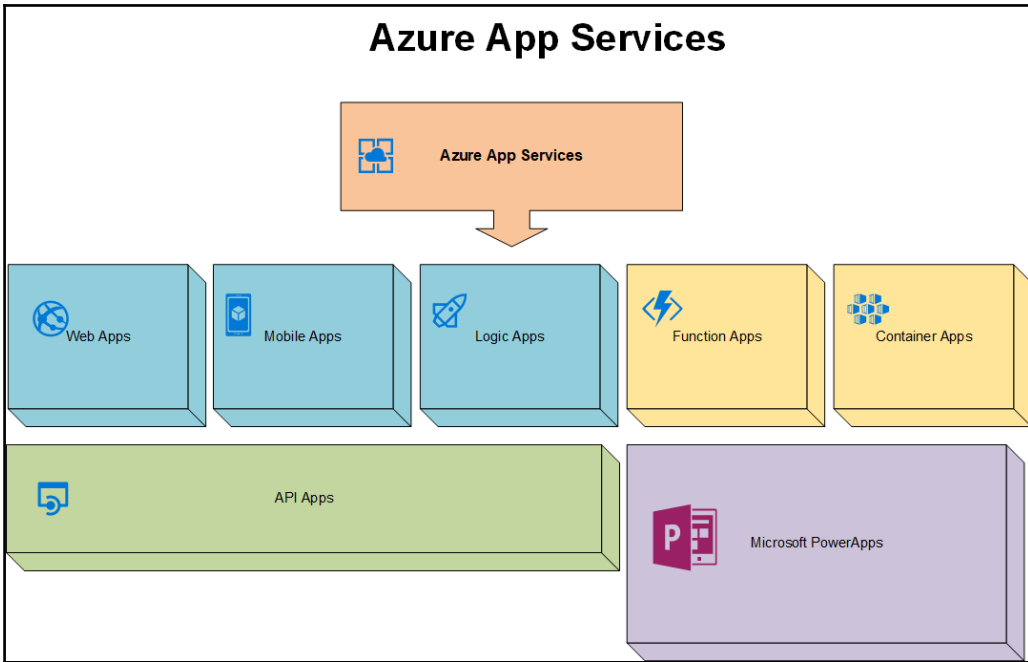 Azure App Services
Azure App Services
Web Apps
Mobile Apps
Logic Apps
Function Apps
Container Apps
API Apps
P
Microsoft PowerApps